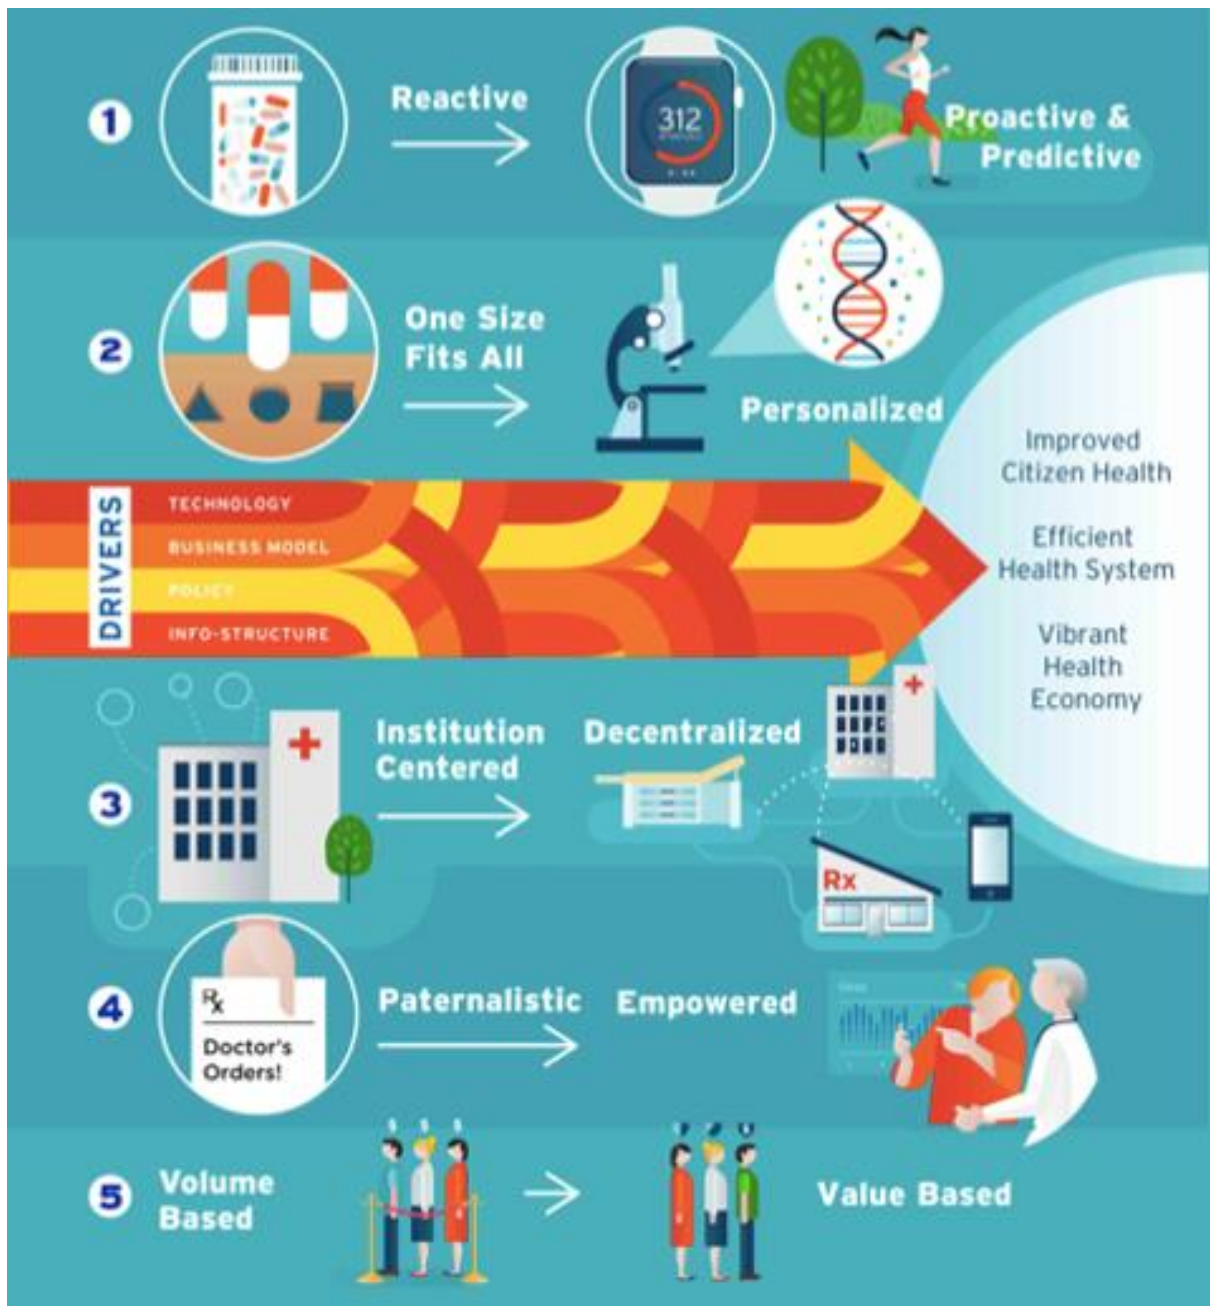 1
Reactive
312
Proactive &
Predictive
2
One Size
Fits All
Personalized
DRIVERS
TECHNOLOGY
BUSINESS MODEL
POLICY
INFO-STRUCTURE
Improved
Citizen Health
Efficient
Health System
Vibrant
Health
Economy
3
Institution
Centered
Decentralized
Rx
4
Rx
Doctor's
Orders!
Paternalistic
Empowered
5
Volume
Based
$ $ $
Value Based